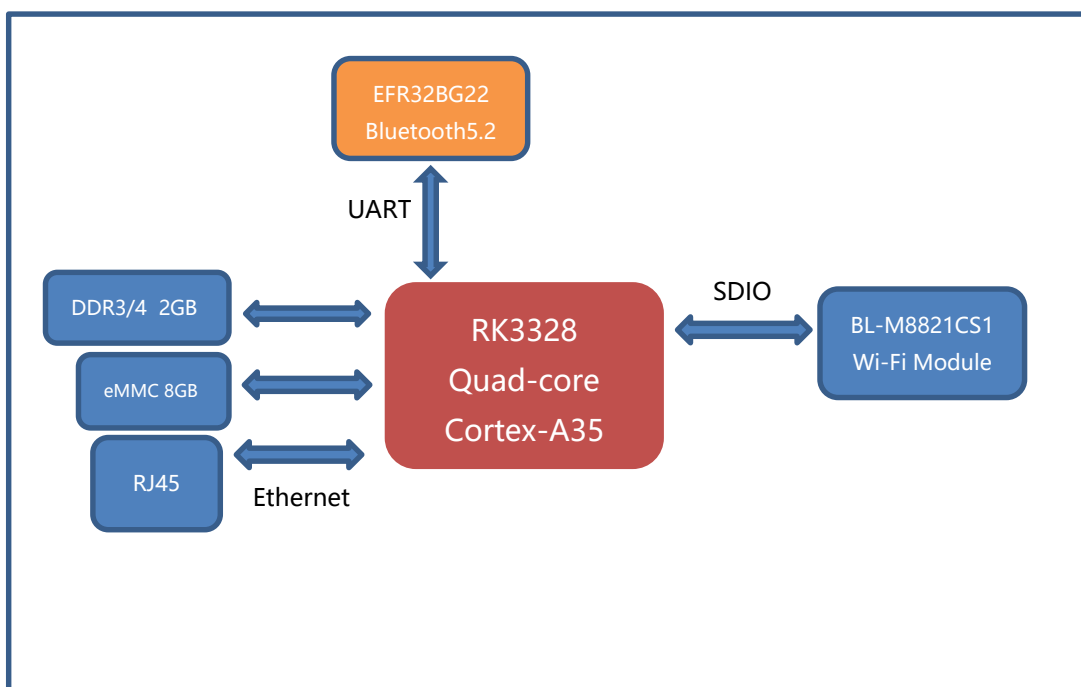 EFR32BG22
Bluetooth5.2
UART
DDR3/4 2GB
eMMC 8GB
RJ45
Ethernet
RK3328
Quad-core
Cortex-A35
SDIO
BL-M8821CS1
Wi-Fi Module